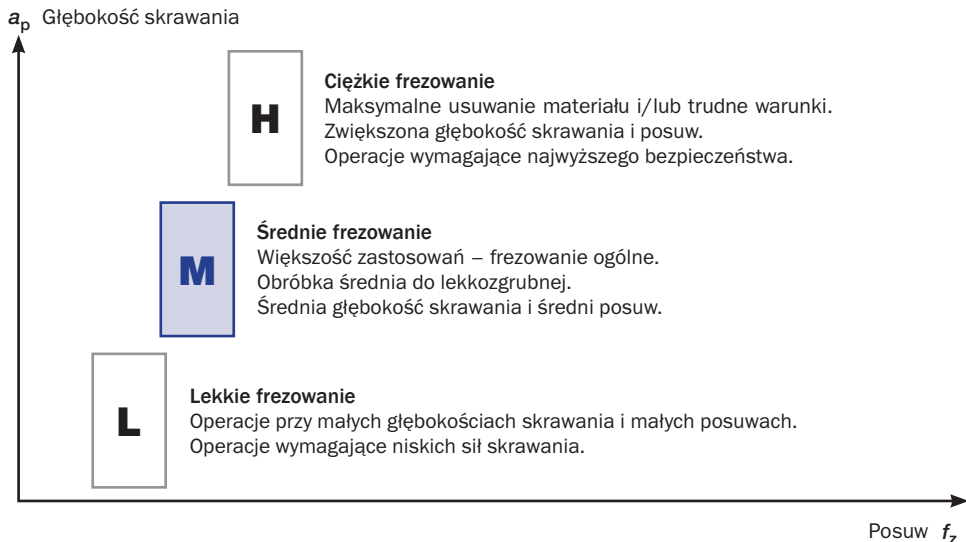 aₚ Głębokość skrawania
H
Ciężkie frezowanie
Maksymalne usuwanie materiału i/lub trudne warunki.
Zwiększona głębokość skrawania i posuw.
Operacje wymagające najwyższego bezpieczeństwa.
M
Średnie frezowanie
Większość zastosowań – frezowanie ogólne.
Obróbka średnia do lekkozgrubnej.
Średnia głębokość skrawania i średni posuw.
L
Lekkie frezowanie
Operacje przy małych głębokościach skrawania i małych posuwach.
Operacje wymagające niskich sił skrawania.
Posuw f_z